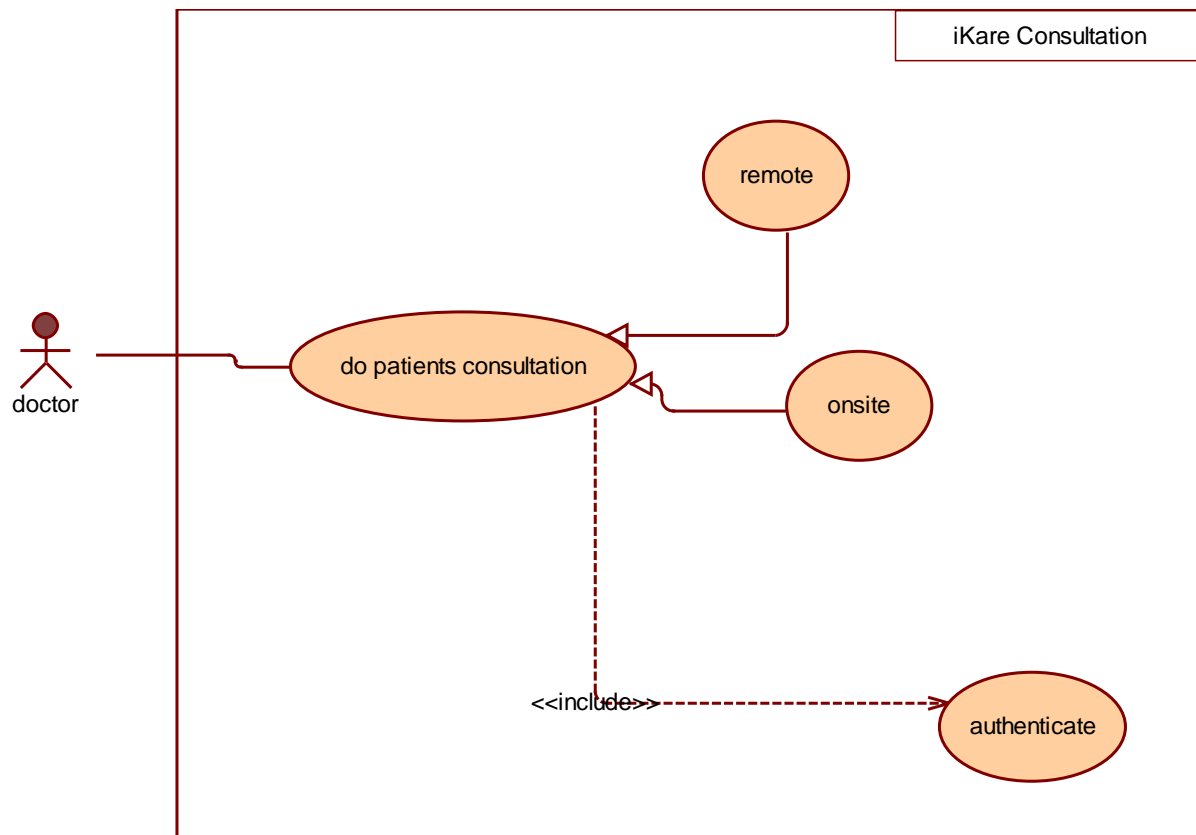 iKare Consultation
remote
do patients consultation
onsite
doctor
<<include>>
authenticate